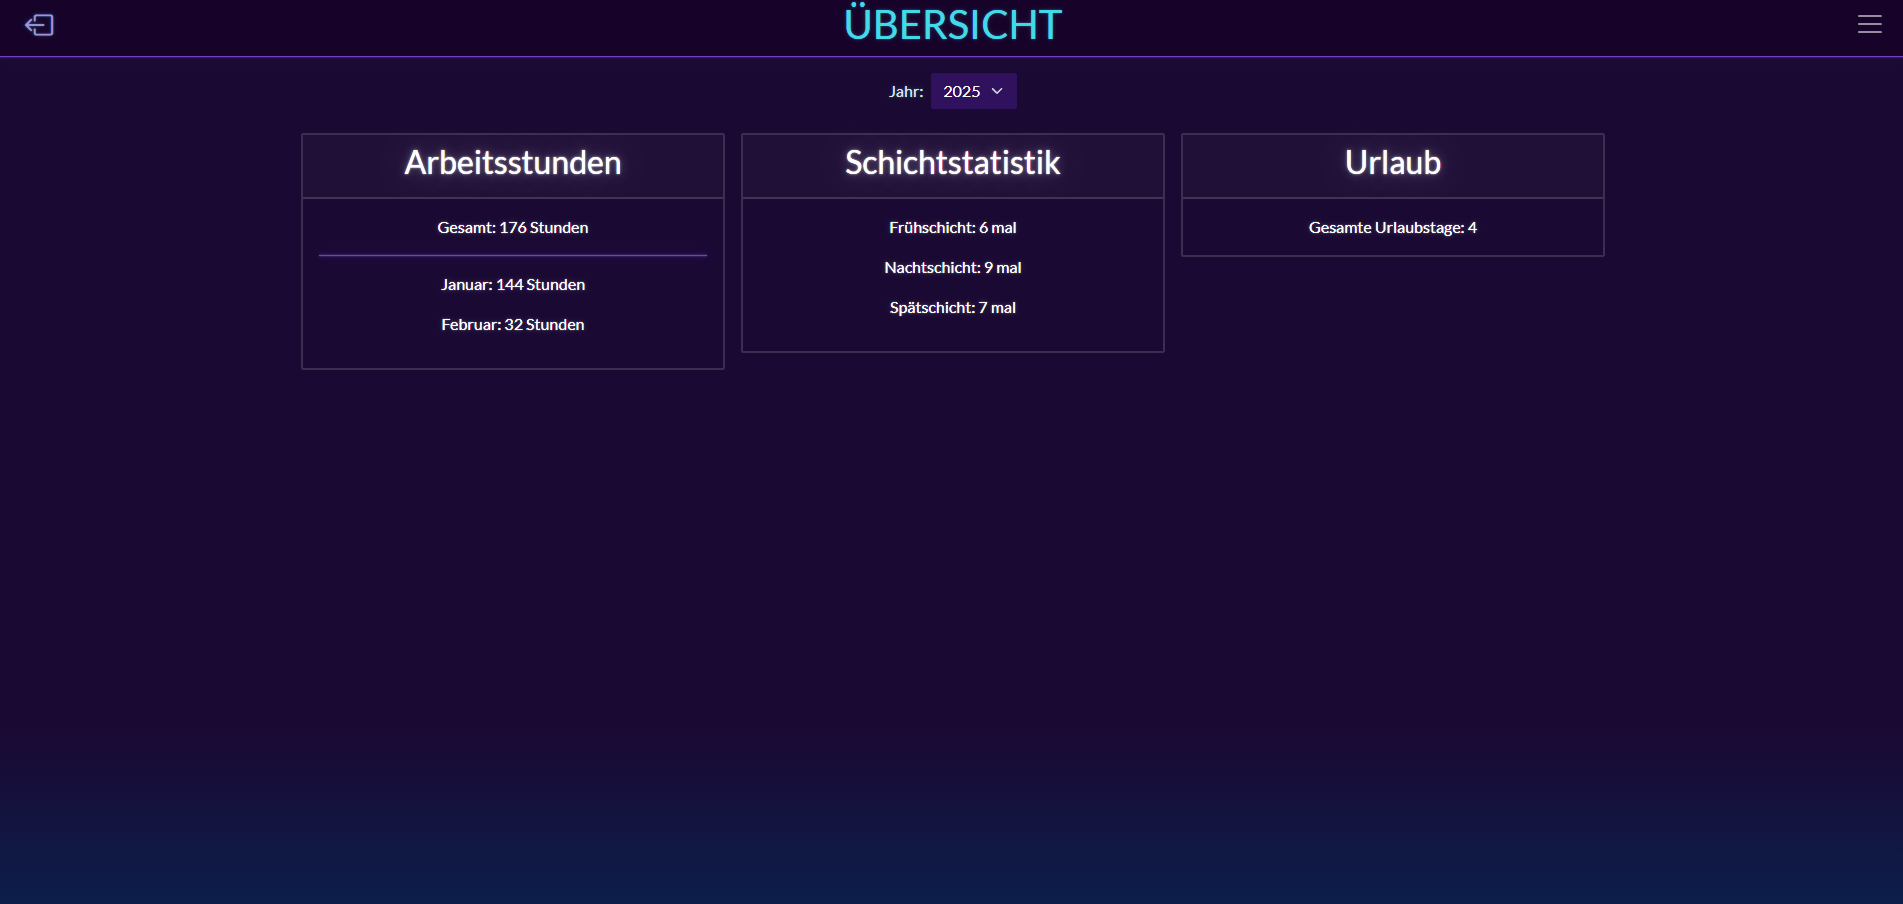 ÜBERSICHT
Jahr: 2025
Arbeitsstunden
Gesamt: 176 Stunden
Januar: 144 Stunden
Februar: 32 Stunden
Schichtstatistik
Frühschicht: 6 mal
Nachtschicht: 9 mal
Spätschicht: 7 mal
Urlaub
Gesamte Urlaubstage: 4